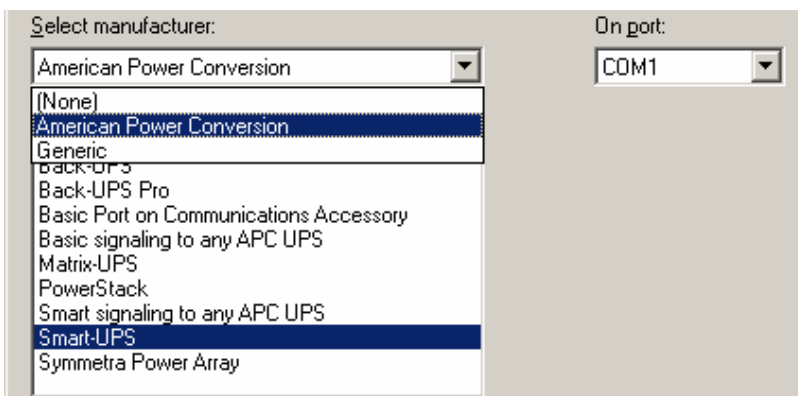 Select manufacturer:
On port:
American Power Conversion
COM1
(None)
American Power Conversion
Generic
Back-UPS
Back-UPS Pro
Basic Port on Communications Accessory
Basic signaling to any APC UPS
Matrix-UPS
PowerStack
Smart signaling to any APC UPS
Smart-UPS
Symmetra Power Array